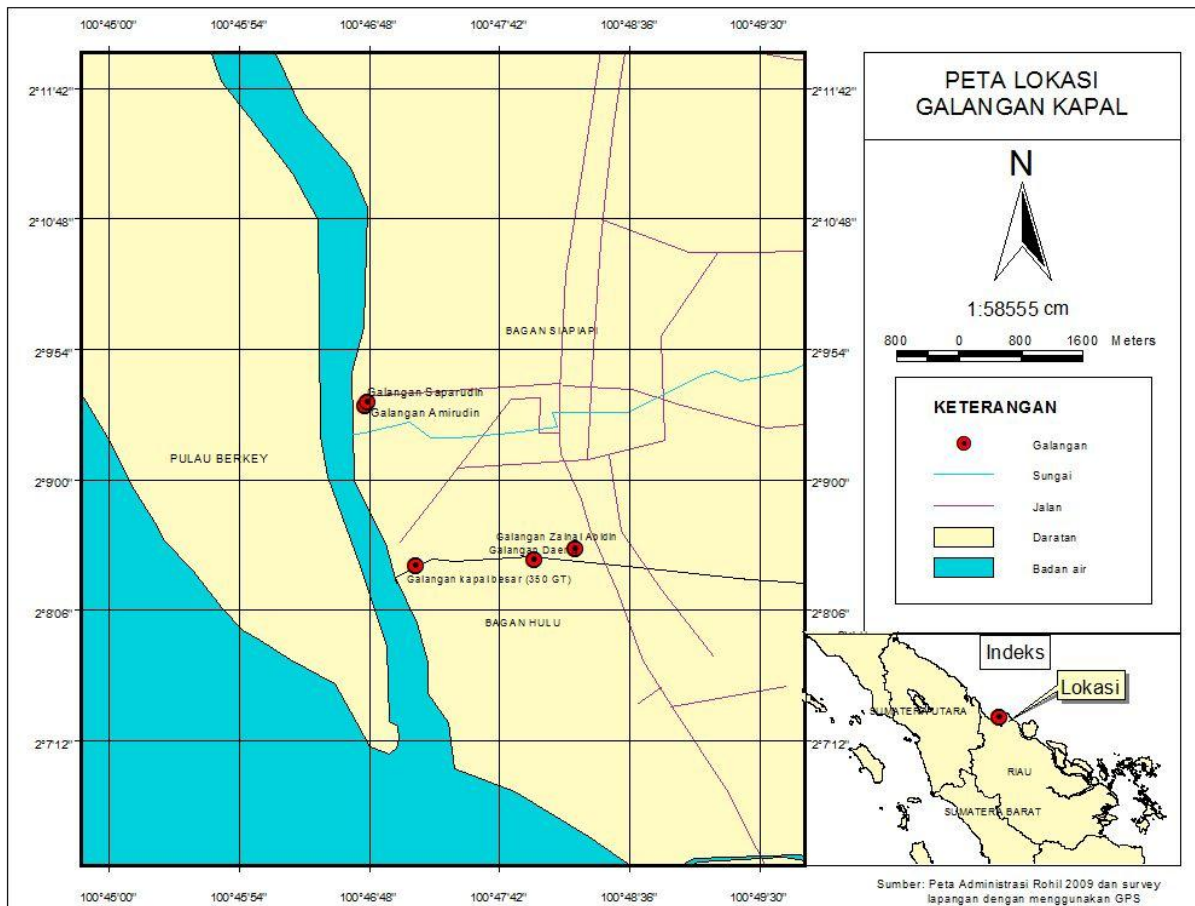 100°45'00" 100°45'54" 100°46'48" 100°47'42" 100°48'36" 100°49'30"
2°11'42" 2°11'42"
2°10'48" 2°10'48"
2°9'54" 2°9'54"
2°9'00" 2°9'00"
2°8'06" 2°8'06"
2°7'12" 2°7'12"
BAGAN SIAPIAPI
Galangan Saparudin
Galangan Amirudin
PULAU BERKEY
Galangan Zainal Abidin
Galangan Daeng
Galangan kapal besar (350 GT)
BAGAN HULU
100°45'00" 100°45'54" 100°46'48" 100°47'42" 100°48'36" 100°49'30"
PETA LOKASI
GALANGAN KAPAL
N
1:58555 cm
800 0 800 1600 Meters
KETERANGAN
Galangan
Sungai
Jalan
Daratan
Badan air
Indeks
Lokasi
SUMATERA UTARA
RIAU
SUMATERA BARAT
Sumber: Peta Administrasi Rohil 2009 dan survey
lapangan dengan menggunakan GPS